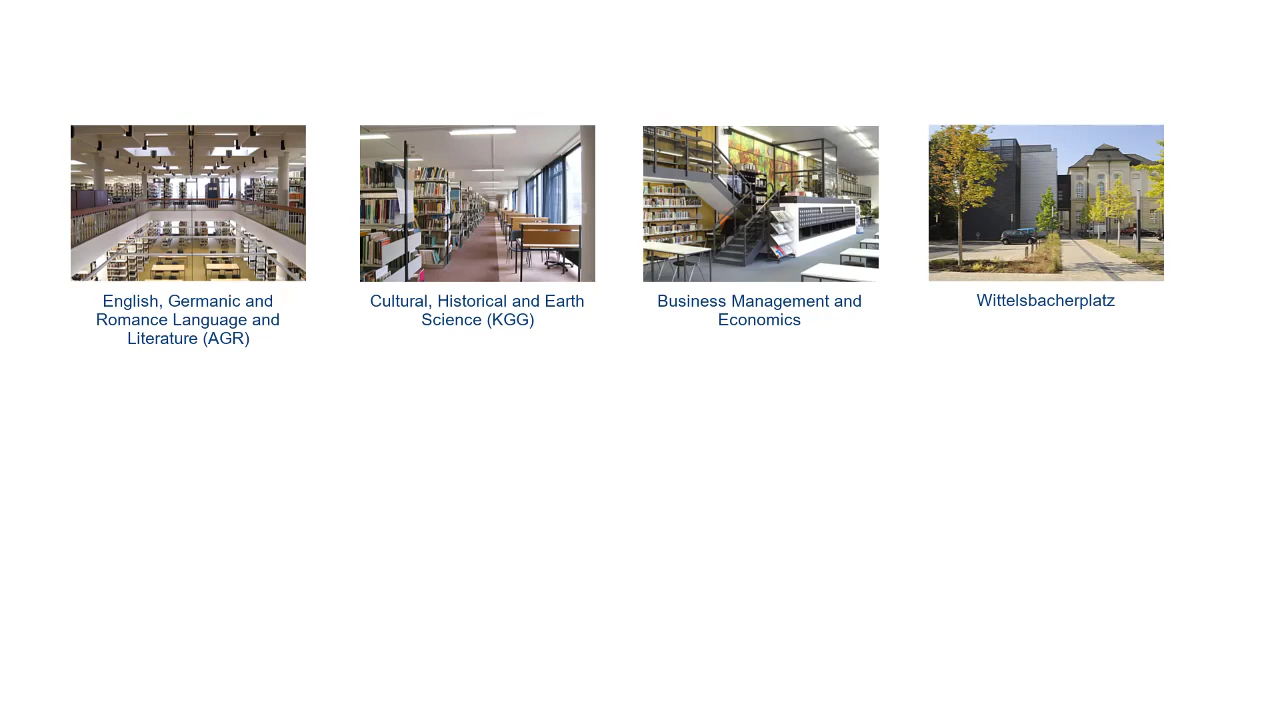 English, Germanic and
Romance Language and
Literature (AGR)
Cultural, Historical and Earth
Science (KGG)
Business Management and
Economics
Wittelsbacherplatz